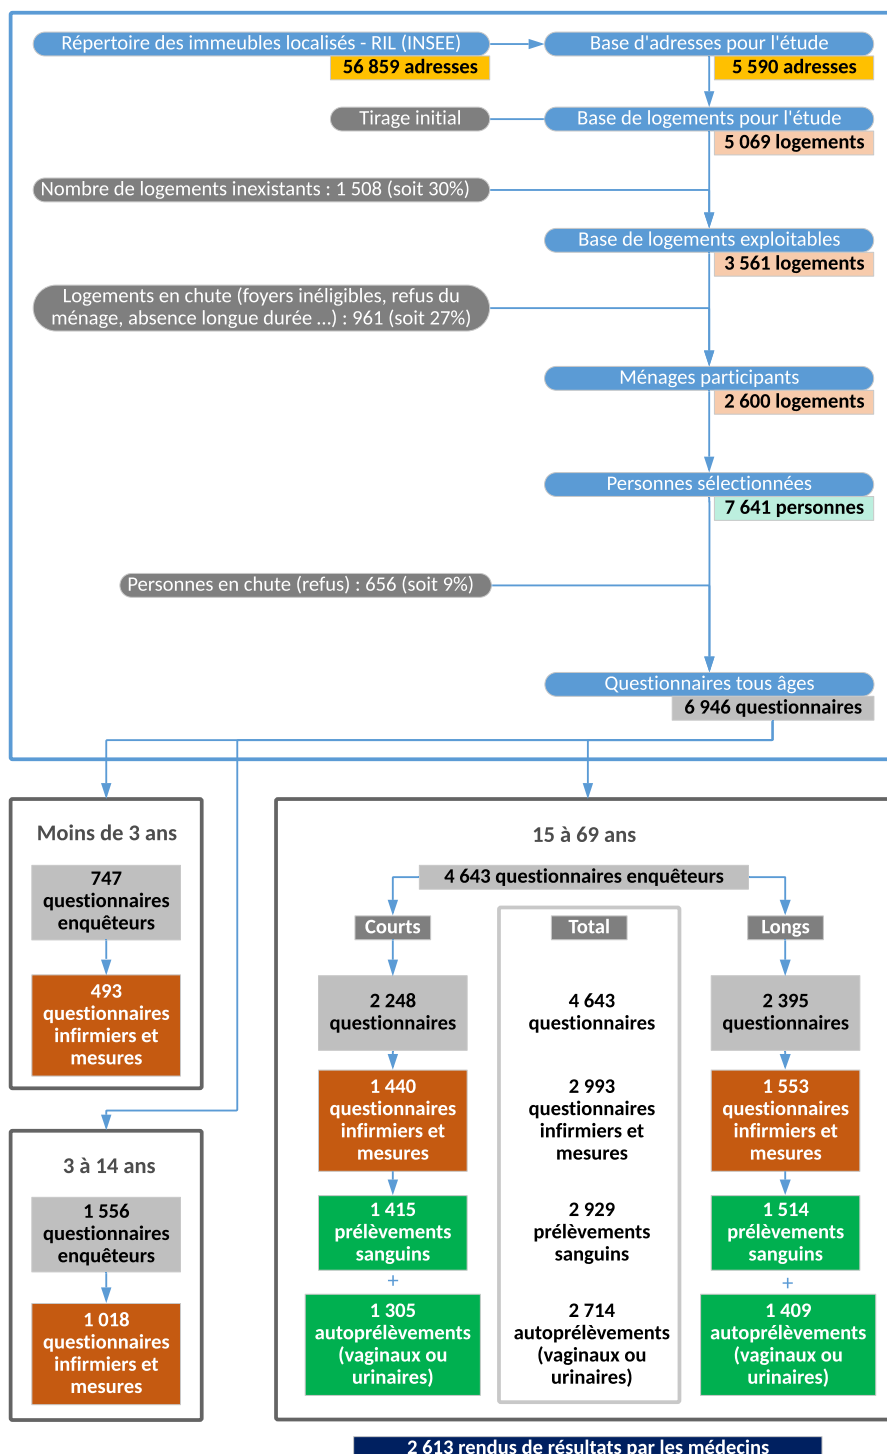 Répertoire des immeubles localisés - RIL (INSEE)
56 859 adresses
Base d'adresses pour l'étude
5 590 adresses
Tirage initial
Base de logements pour l'étude
5 069 logements
Nombre de logements inexistants : 1 508 (soit 30%)
Base de logements exploitables
3 561 logements
Logements en chute (foyers inéligibles, refus du
ménage, absence longue durée ...) : 961 (soit 27%)
Ménages participants
2 600 logements
Personnes sélectionnées
7 641 personnes
Personnes en chute (refus) : 656 (soit 9%)
Questionnaires tous âges
6 946 questionnaires
Moins de 3 ans
747
questionnaires
enquêteurs
493
questionnaires
infirmiers et
mesures
3 à 14 ans
1 556
questionnaires
enquêteurs
1 018
questionnaires
infirmiers et
mesures
15 à 69 ans
4 643 questionnaires enquêteurs
Courts
2 248
questionnaires
1 440
questionnaires
infirmiers et
mesures
1 415
prélèvements
sanguins
+
1 305
autoprélèvements
(vaginaux ou
urinaires)
Total
4 643
questionnaires
2 993
questionnaires
infirmiers et
mesures
2 929
prélèvements
sanguins
2 714
autoprélèvements
(vaginaux ou
urinaires)
Longs
2 395
questionnaires
1 553
questionnaires
infirmiers et
mesures
1 514
prélèvements
sanguins
+
1 409
autoprélèvements
(vaginaux ou
urinaires)
2 613 rendus de résultats par les médecins